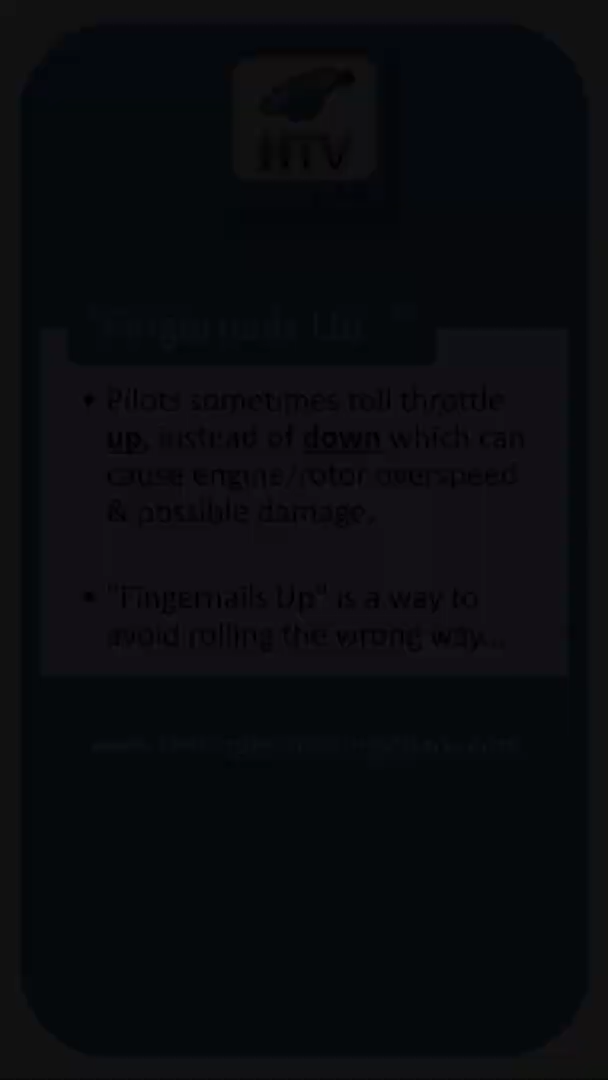 HTV
"Fingernails Up"
• Pilots sometimes roll throttle
up, instead of down which can
cause engine/rotor overspeed
& possible damage.
• "Fingernails Up" is a way to
avoid rolling the wrong way...